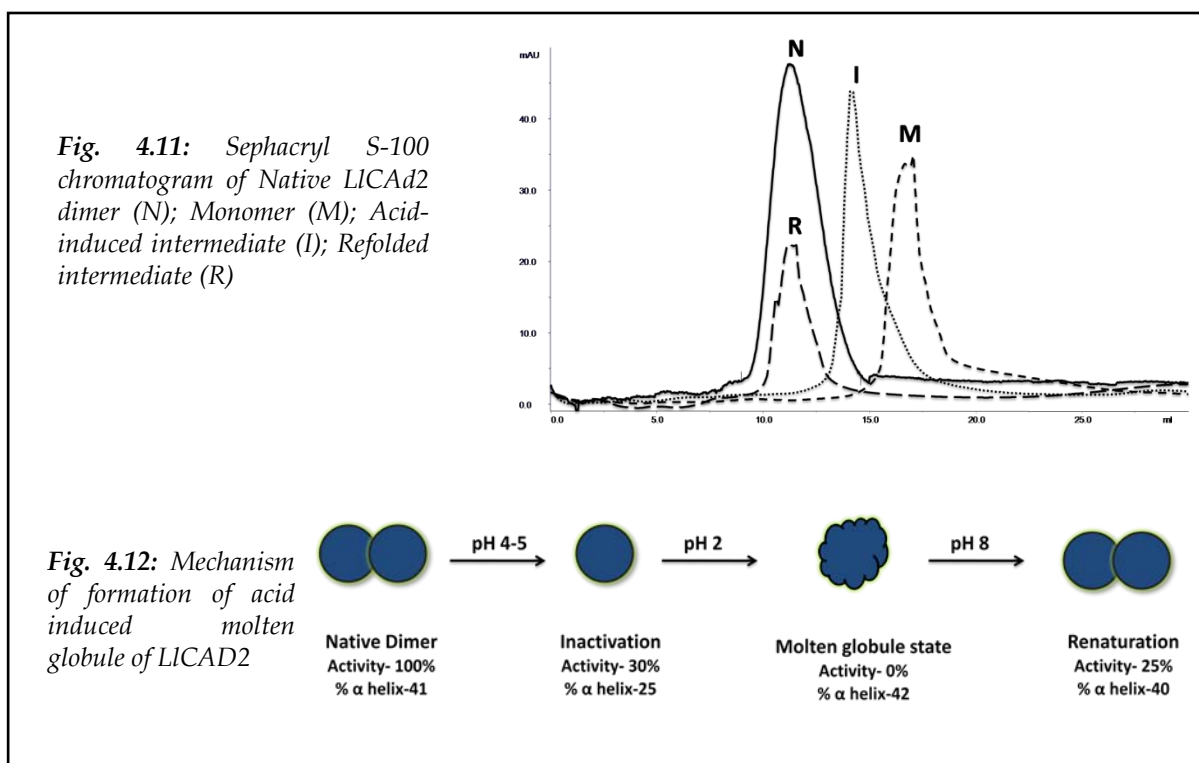 Fig. 4.11: Sephacryl S-100
chromatogram of Native LlCAd2
dimer (N); Monomer (M); Acid-
induced intermediate (I); Refolded
intermediate (R)
mAU
50.0
40.0
30.0
20.0
10.0
0.0
N
I
M
R
0.0 5.0 10.0 15.0 20.0 25.0 ml
Fig. 4.12: Mechanism
of formation of acid
induced molten
globule of LlCAD2
pH 4-5 pH 2 pH 8
Native Dimer
Activity- 100%
% α helix-41
Inactivation
Activity- 30%
% α helix-25
Molten globule state
Activity- 0%
% α helix-42
Renaturation
Activity- 25%
% α helix-40